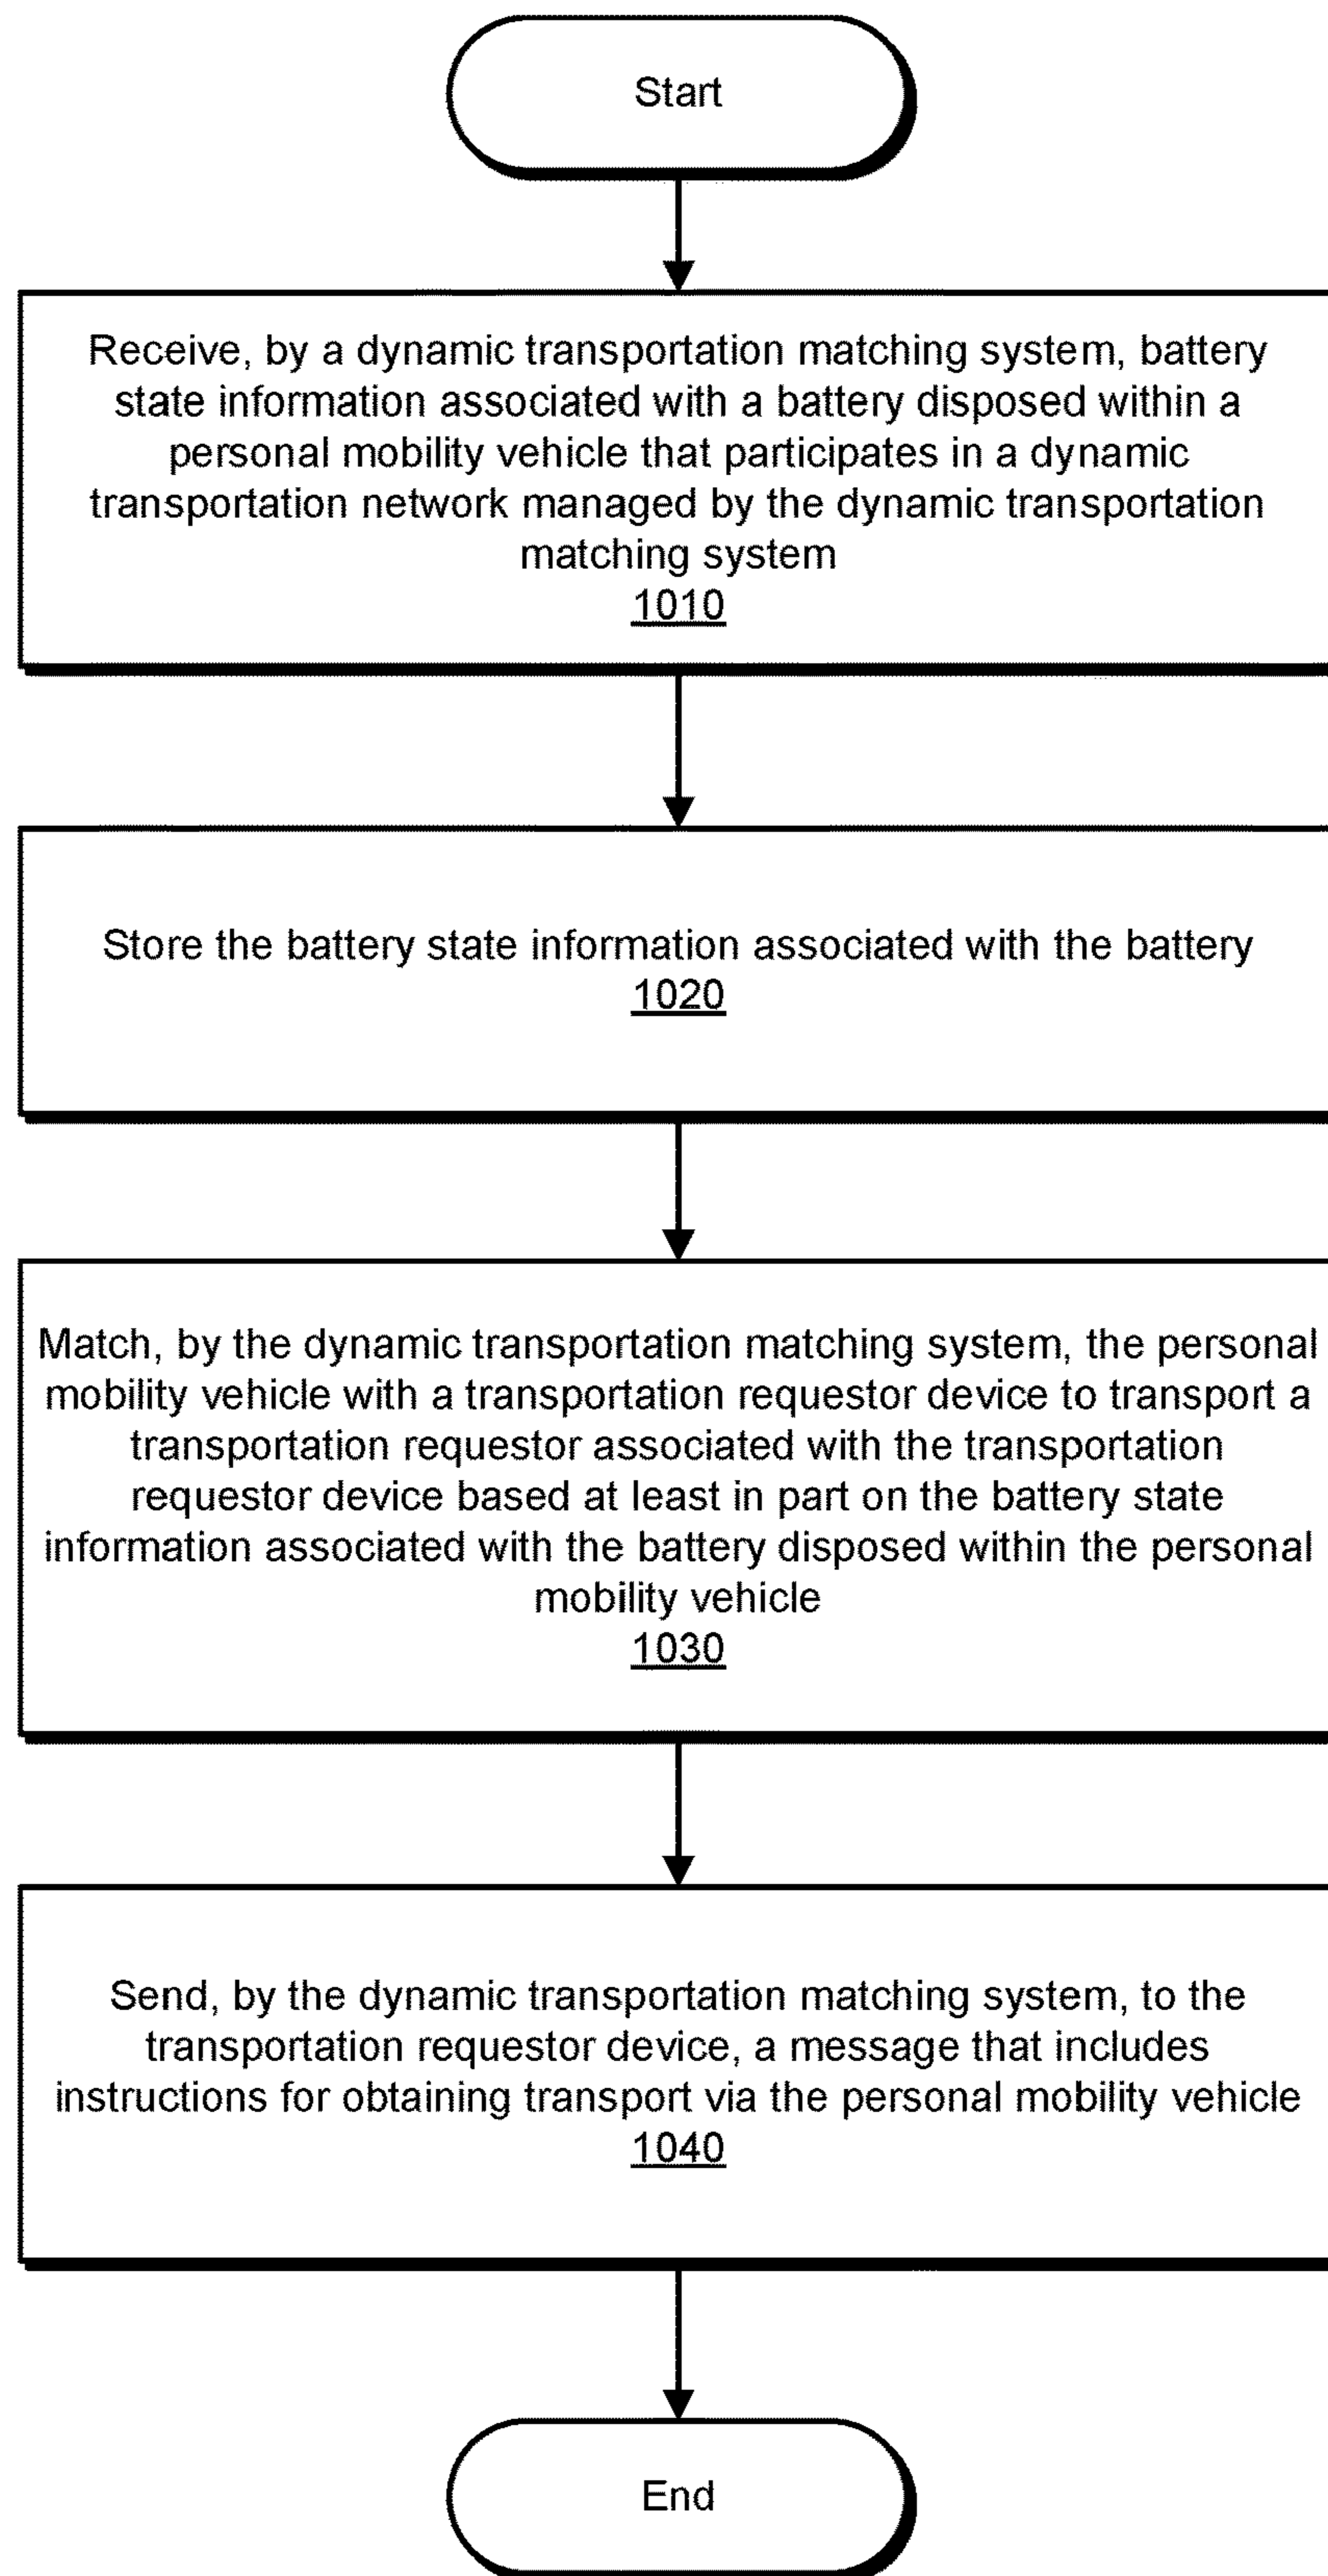 Start
Receive, by a dynamic transportation matching system, battery
state information associated with a battery disposed within a
personal mobility vehicle that participates in a dynamic
transportation network managed by the dynamic transportation
matching system
1010
Store the battery state information associated with the battery
1020
Match, by the dynamic transportation matching system, the personal
mobility vehicle with a transportation requestor device to transport a
transportation requestor associated with the transportation
requestor device based at least in part on the battery state
information associated with the battery disposed within the personal
mobility vehicle
1030
Send, by the dynamic transportation matching system, to the
transportation requestor device, a message that includes
instructions for obtaining transport via the personal mobility vehicle
1040
End